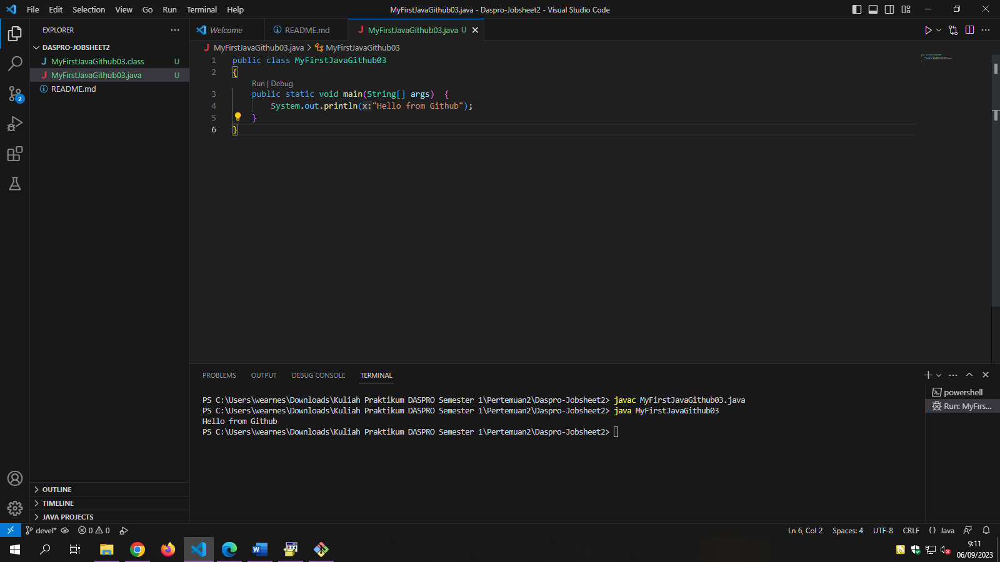 File Edit Selection View Go Run Terminal Help
MyFirstJavaGithub03.java - Daspro-Jobsheet2 - Visual Studio Code
EXPLORER
DASPRO-JOBSHEET2
MyFirstJavaGithub03.class U
MyFirstJavaGithub03.java U
README.md
Welcome
README.md
MyFirstJavaGithub03.java U
MyFirstJavaGithub03.java > MyFirstJavaGithub03
1 public class MyFirstJavaGithub03
2 {
Run | Debug
3 public static void main(String[] args) {
4 System.out.println(x:"Hello from Github");
5 }
6 }
PROBLEMS OUTPUT DEBUG CONSOLE TERMINAL
PS C:\Users\wearnes\Downloads\Kuliah Praktikum DASPRO Semester 1\Pertemuan2\Daspro-Jobsheet2> javac MyFirstJavaGithub03.java
PS C:\Users\wearnes\Downloads\Kuliah Praktikum DASPRO Semester 1\Pertemuan2\Daspro-Jobsheet2> java MyFirstJavaGithub03
Hello from Github
PS C:\Users\wearnes\Downloads\Kuliah Praktikum DASPRO Semester 1\Pertemuan2\Daspro-Jobsheet2>
powershell
Run: MyFirs...
OUTLINE
TIMELINE
JAVA PROJECTS
2
devel* 0 0
Ln 6, Col 2 Spaces: 4 UTF-8 CRLF {} Java
9:11
06/09/2023